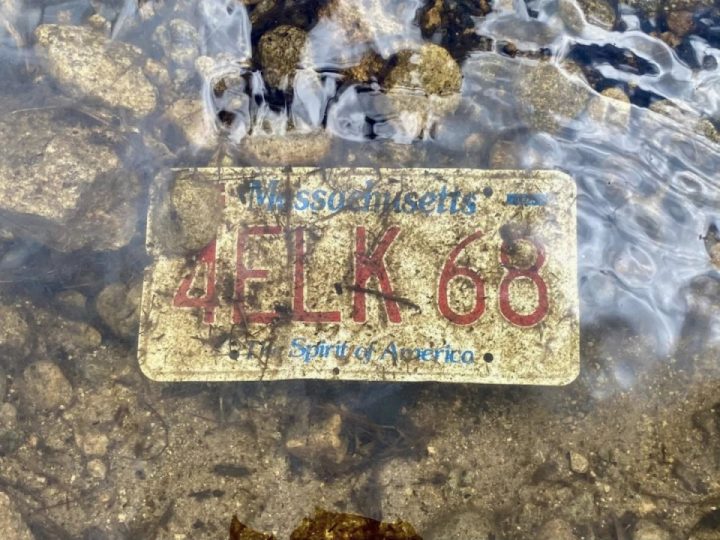 Massachusetts
4ELK 68
The Spirit of America